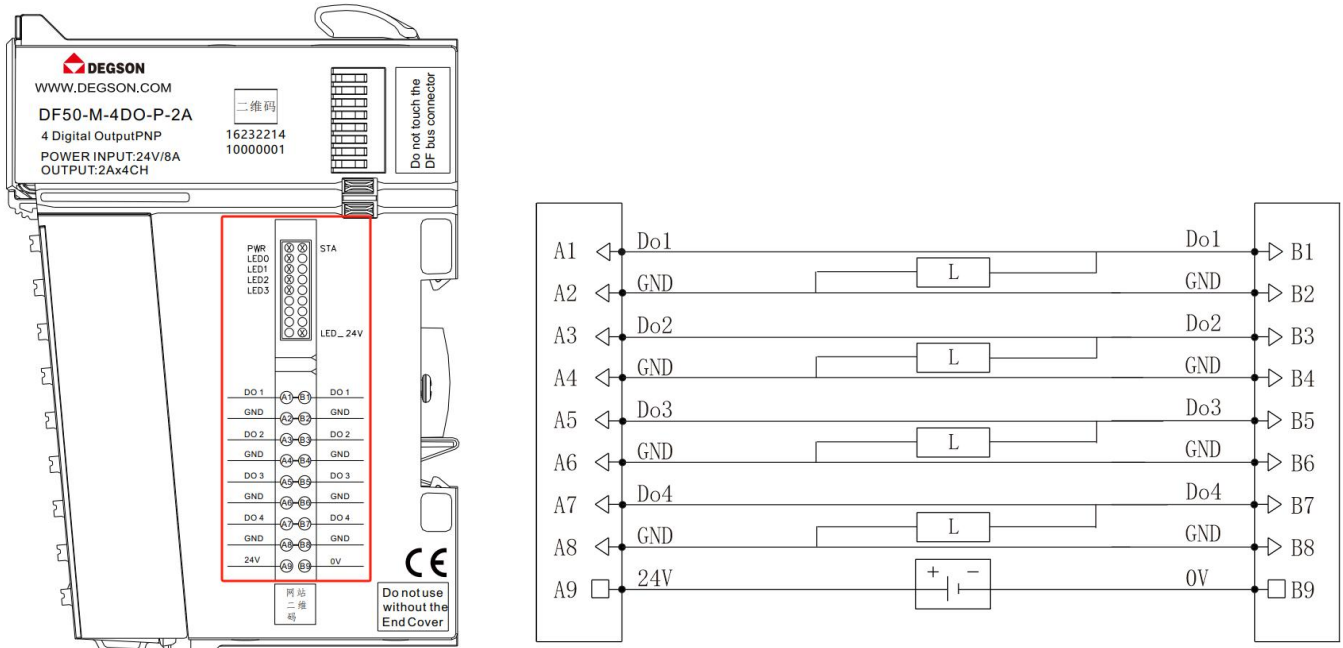 DEGSON
WWW.DEGSON.COM
DF50-M-4DO-P-2A
4 Digital OutputPNP
POWER INPUT:24V/8A
OUTPUT:2Ax4CH
二维码
16232214
10000001
Do not touch the
DF bus connector
PWR STA
LED0
LED1
LED2
LED3
LED_24V
DO 1 A1 B1 DO 1
GND A2 B2 GND
DO 2 A3 B3 DO 2
GND A4 B4 GND
DO 3 A5 B5 DO 3
GND A6 B6 GND
DO 4 A7 B7 DO 4
GND A8 B8 GND
24V A9 B9 0V
网站
二维
码
CE
Do not use
without the
End Cover
A1 Do1 Do1 B1
L
A2 GND GND B2
A3 Do2 Do2 B3
L
A4 GND GND B4
A5 Do3 Do3 B5
L
A6 GND GND B6
A7 Do4 Do4 B7
L
A8 GND GND B8
A9 24V + − 0V B9